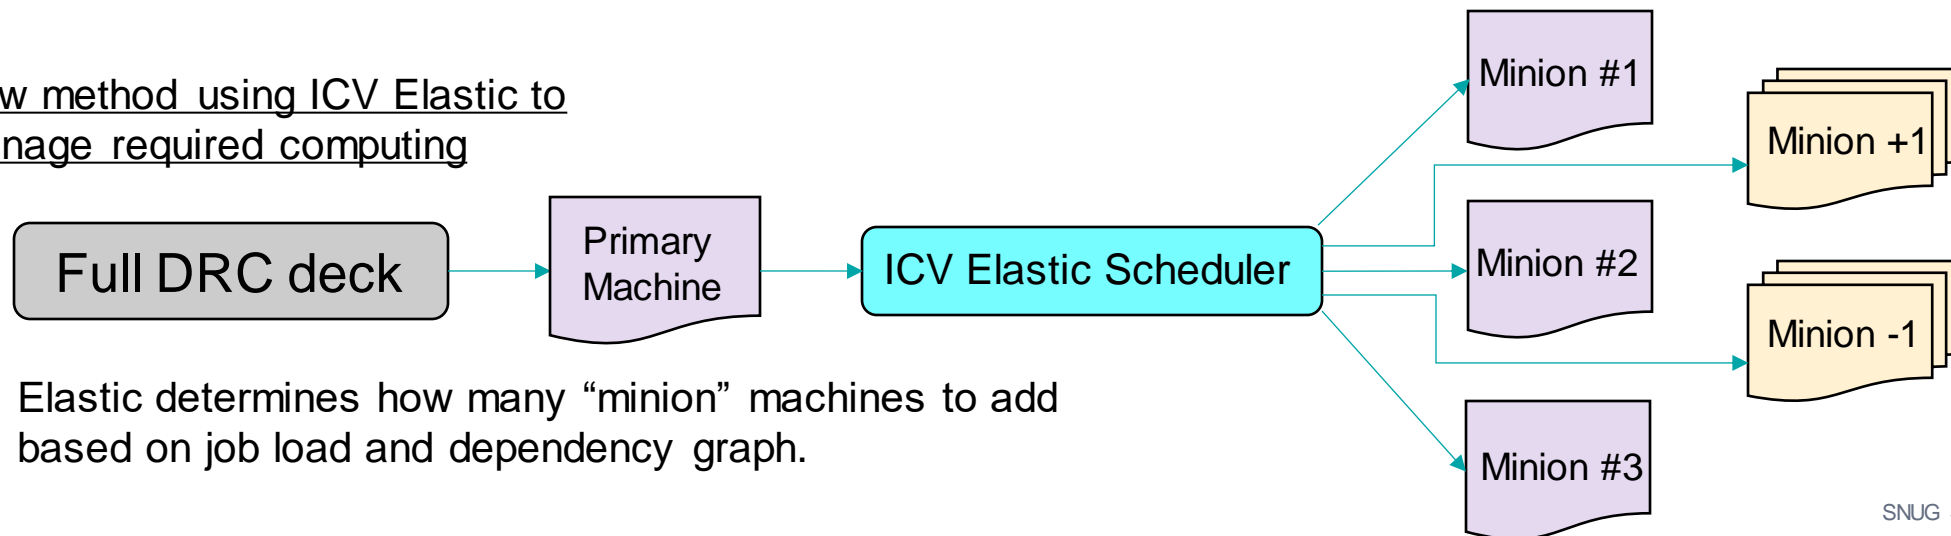 w method using ICV Elastic to
nage required computing
Full DRC deck
Primary
Machine
ICV Elastic Scheduler
Minion #1
Minion +1
Minion #2
Minion -1
Minion #3
Elastic determines how many “minion” machines to add
based on job load and dependency graph.
SNUG